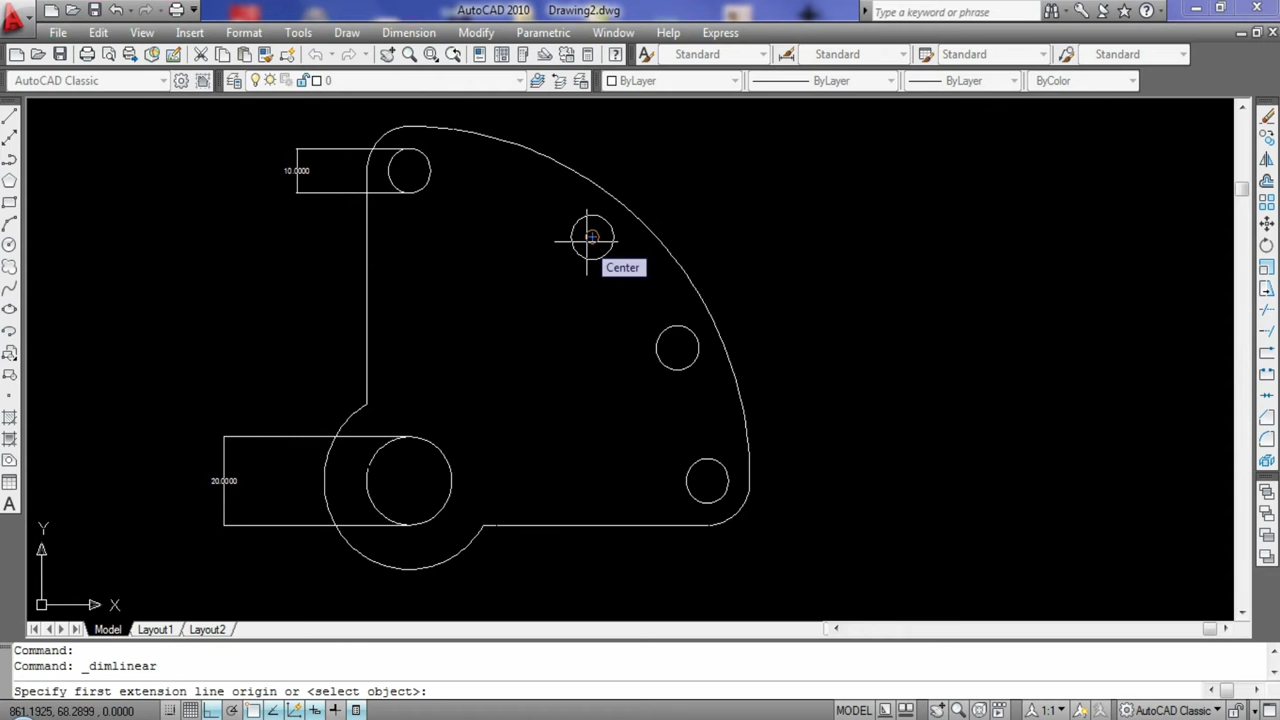 AutoCAD 2010 Drawing2.dwg
Type a keyword or phrase
File Edit View Insert Format Tools Draw Dimension Modify Parametric Window Help Express
Standard Standard Standard Standard
AutoCAD Classic 0 ByLayer ByLayer ByLayer ByColor
10.0000
Center
20.0000
Y
X
Model Layout1 Layout2
Command:
Command: _dimlinear
Specify first extension line origin or <select object>:
861.1925, 68.2899, 0.0000 MODEL 1:1 AutoCAD Classic